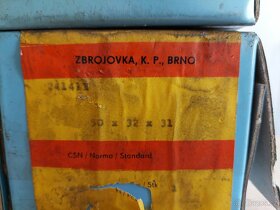 ZBROJOVKA, K. P., BRNO
241411
50 x 32 x 31
ČSN / Norma / Standard